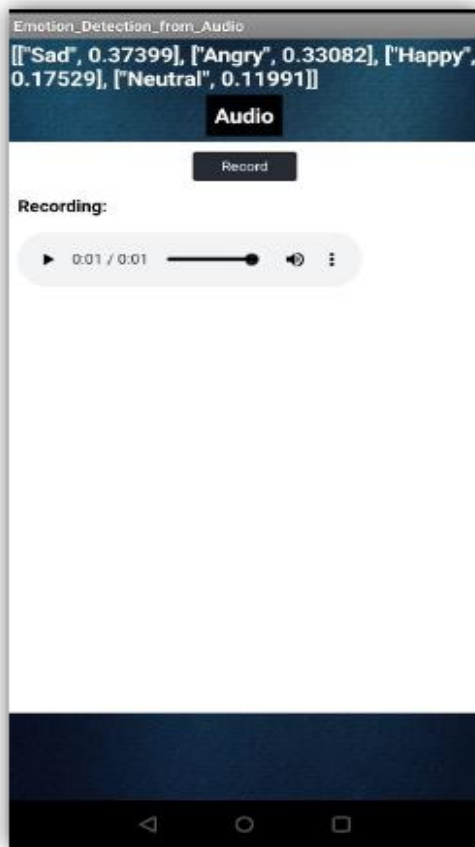 Emotion_Detection_from_Audio
[["Sad", 0.37399], ["Angry", 0.33082], ["Happy",
0.17529], ["Neutral", 0.11991]]
Audio
Record
Recording:
0:01 / 0:01